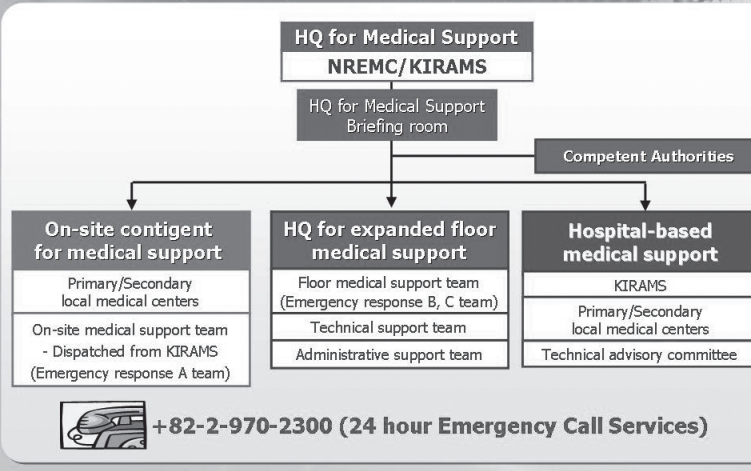 HQ for Medical Support
NREMC/KIRAMS
HQ for Medical Support
Briefing room
Competent Authorities
On-site contigent
for medical support
Primary/Secondary
local medical centers
On-site medical support team
- Dispatched from KIRAMS
(Emergency response A team)
HQ for expanded floor
medical support
Floor medical support team
(Emergency response B, C team)
Technical support team
Administrative support team
Hospital-based
medical support
KIRAMS
Primary/Secondary
local medical centers
Technical advisory committee
+82-2-970-2300 (24 hour Emergency Call Services)